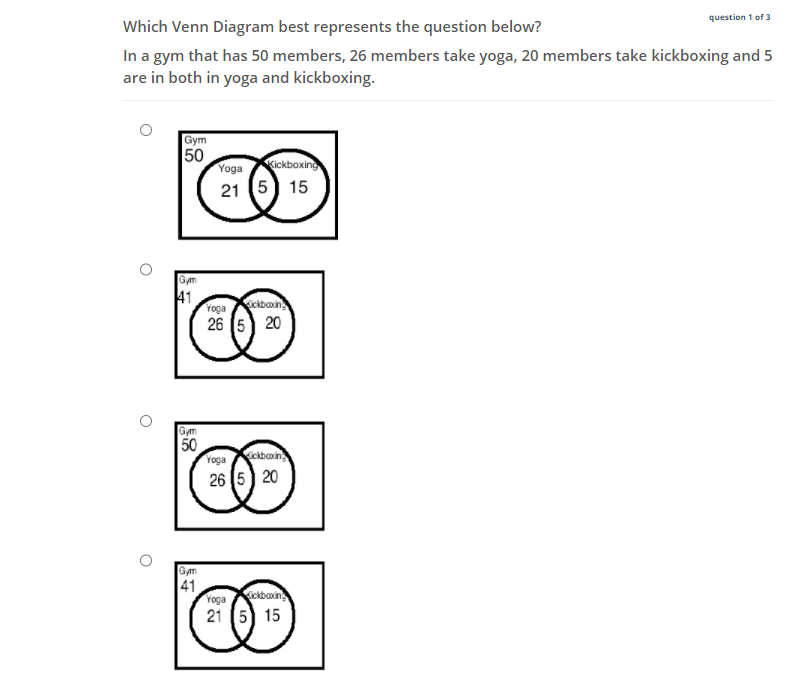 question 1 of 3
Which Venn Diagram best represents the question below?
In a gym that has 50 members, 26 members take yoga, 20 members take kickboxing and 5
are in both in yoga and kickboxing.
Gym
50
Yoga Kickboxing
21 5 15
Gym
41
Yoga Kickboxing
26 5 20
Gym
50
Yoga Kickboxing
26 5 20
Gym
41
Yoga Kickboxing
21 5 15